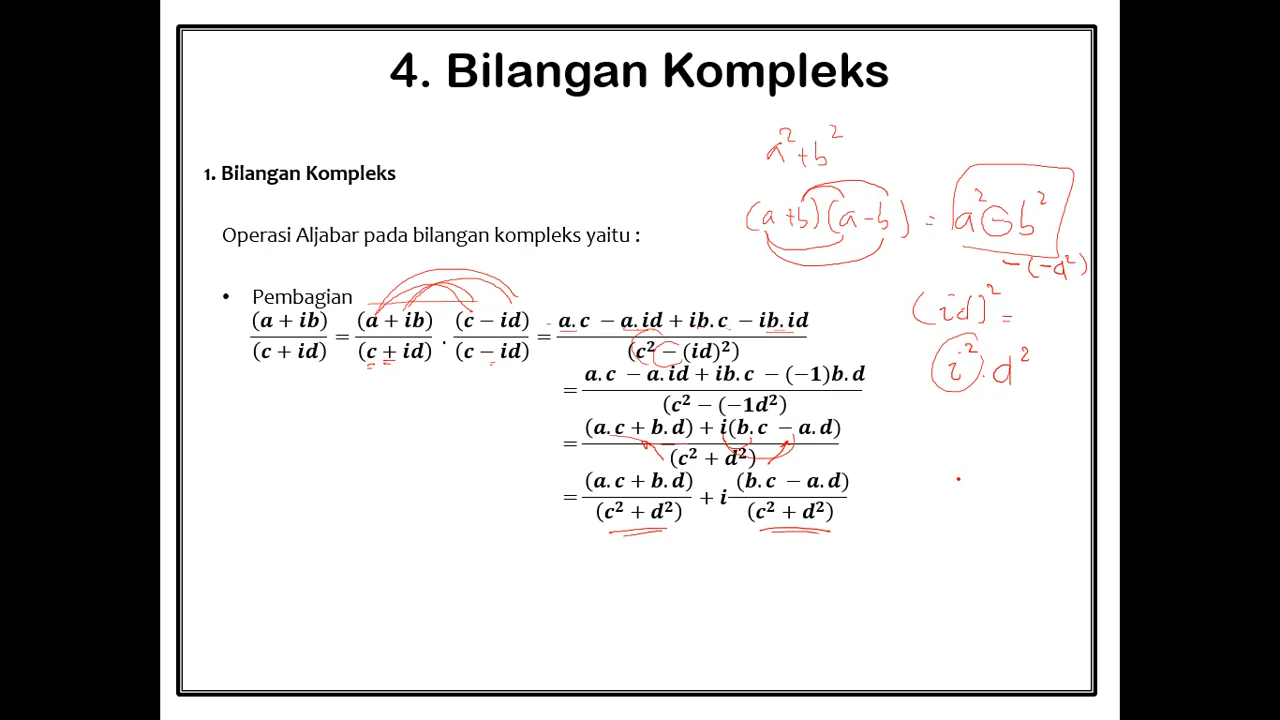 4. Bilangan Kompleks
a² + b²
1. Bilangan Kompleks
(a+b)(a-b) = a² - b²
Operasi Aljabar pada bilangan kompleks yaitu :
-(-d²)
• Pembagian
(id)² =
(a + ib)/(c + id) = (a + ib)/(c + id) . (c − id)/(c − id) = (a.c − a.id + ib.c − ib.id)/(c² − (id)²)
i² . d²
= (a.c − a.id + ib.c − (−1)b.d)/(c² − (−1d²)
= ((a.c + b.d) + i(b.c − a.d))/(c² + d²)
= (a.c + b.d)/(c² + d²) + i (b.c − a.d)/(c² + d²)